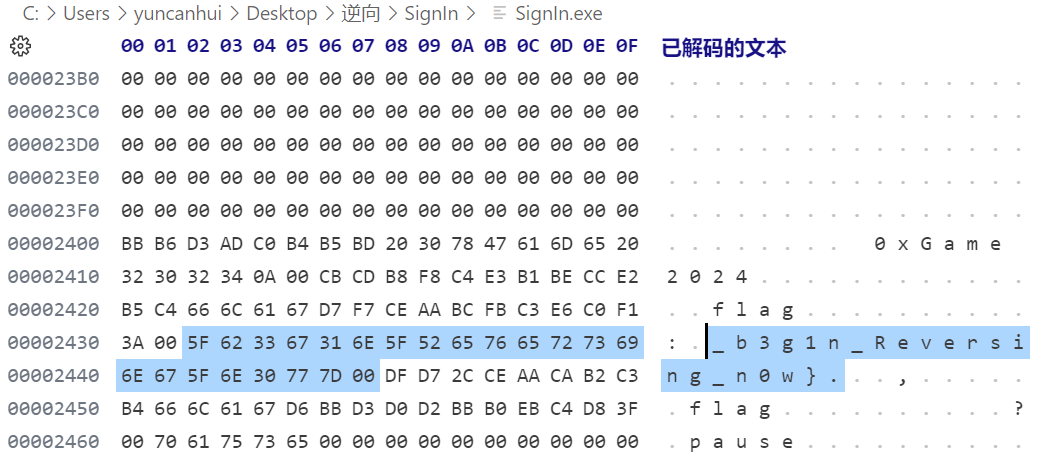 C: > Users > yuncanhui > Desktop > 逆向 > SignIn > SignIn.exe
00 01 02 03 04 05 06 07 08 09 0A 0B 0C 0D 0E 0F 已解码的文本
000023B0 00 00 00 00 00 00 00 00 00 00 00 00 00 00 00 00 . . . . . . . . . . . . . . . .
000023C0 00 00 00 00 00 00 00 00 00 00 00 00 00 00 00 00 . . . . . . . . . . . . . . . .
000023D0 00 00 00 00 00 00 00 00 00 00 00 00 00 00 00 00 . . . . . . . . . . . . . . . .
000023E0 00 00 00 00 00 00 00 00 00 00 00 00 00 00 00 00 . . . . . . . . . . . . . . . .
000023F0 00 00 00 00 00 00 00 00 00 00 00 00 00 00 00 00 . . . . . . . . . . . . . . . .
00002400 BB B6 D3 AD C0 B4 B5 BD 20 30 78 47 61 6D 65 20 . . . . . . . . 0 x G a m e
00002410 32 30 32 34 0A 00 CB CD B8 F8 C4 E3 B1 BE CC E2 2 0 2 4 . . . . . . . . . . . .
00002420 B5 C4 66 6C 61 67 D7 F7 CE AA BC FB C3 E6 C0 F1 . . f l a g . . . . . . . . . .
00002430 3A 00 5F 62 33 67 31 6E 5F 52 65 76 65 72 73 69 : . _ b 3 g 1 n _ R e v e r s i
00002440 6E 67 5F 6E 30 77 7D 00 DF D7 2C CE AA CA B2 C3 n g _ n 0 w } . . . , . . . . .
00002450 B4 66 6C 61 67 D6 BB D3 D0 D2 BB B0 EB C4 D8 3F . f l a g . . . . . . . . . ?
00002460 00 70 61 75 73 65 00 00 00 00 00 00 00 00 00 00 . p a u s e . . . . . . . . . .